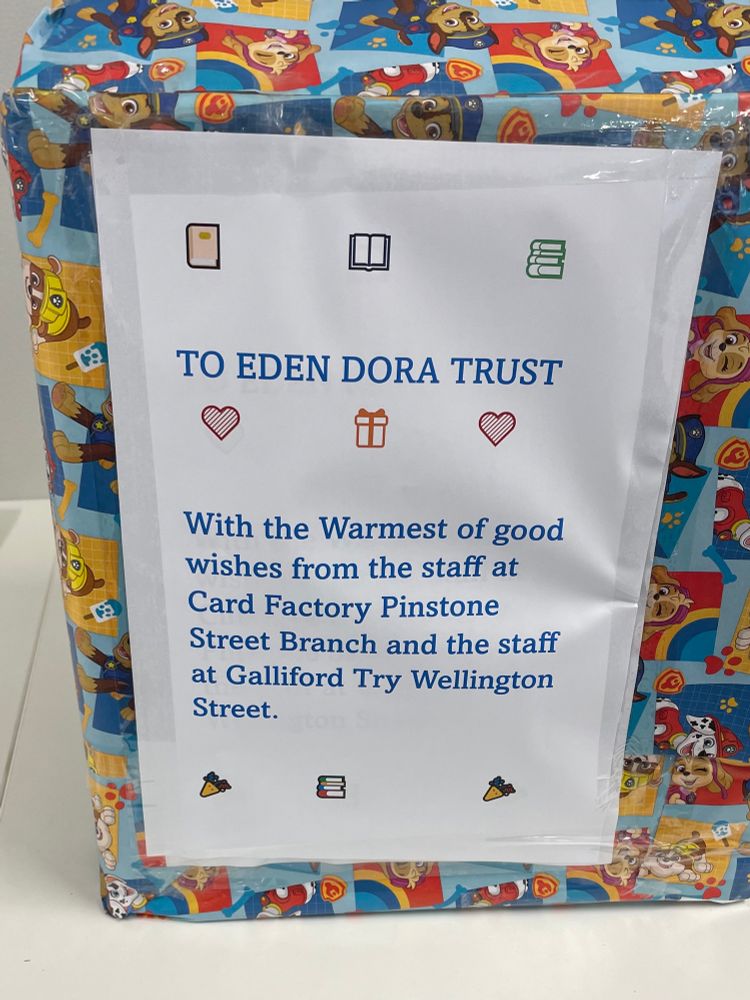 TO EDEN DORA TRUST
With the Warmest of good
wishes from the staff at
Card Factory Pinstone
Street Branch and the staff
at Galliford Try Wellington
Street.